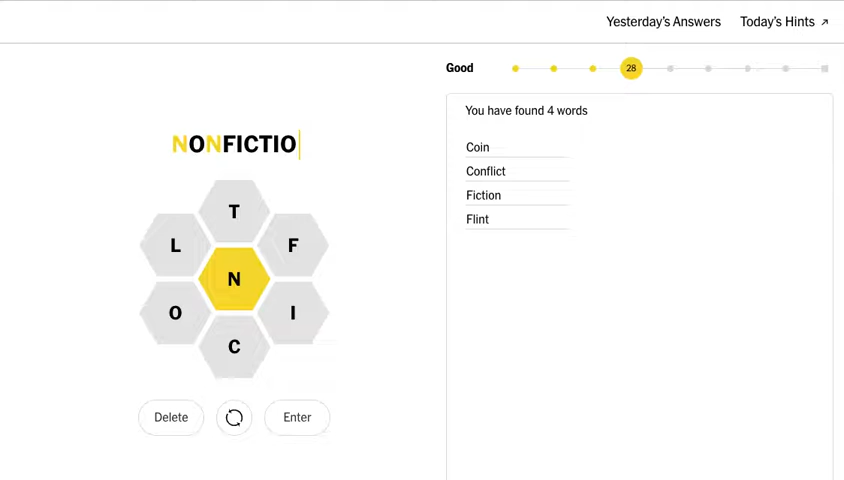 Yesterday's Answers Today's Hints ↗
Good 28
You have found 4 words
NONFICTIO
Coin
Conflict
Fiction
Flint
T
L F
N
O I
C
Delete Enter